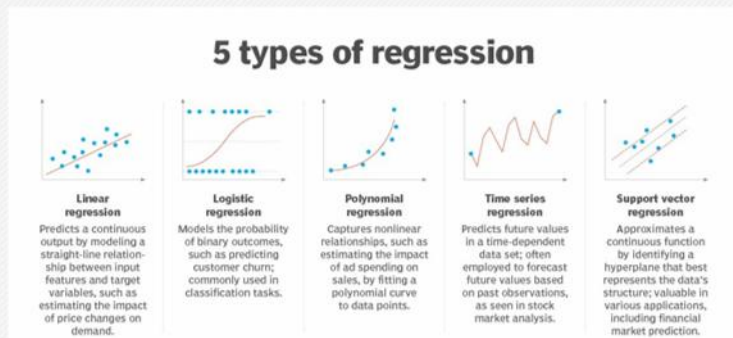 5 types of regression
Linear
regression
Predicts a continuous
output by modeling a
straight-line relation-
ship between input
features and target
variables, such as
estimating the impact
of price changes on
demand.
Logistic
regression
Models the probability
of binary outcomes,
such as predicting
customer churn;
commonly used in
classification tasks.
Polynomial
regression
Captures nonlinear
relationships, such as
estimating the impact
of ad spending on
sales, by fitting a
polynomial curve
to data points.
Time series
regression
Predicts future values
in a time-dependent
data set; often
employed to forecast
future values based
on past observations,
as seen in stock
market analysis.
Support vector
regression
Approximates a
continuous function
by identifying a
hyperplane that best
represents the data's
structure; valuable in
various applications,
including financial
market prediction.